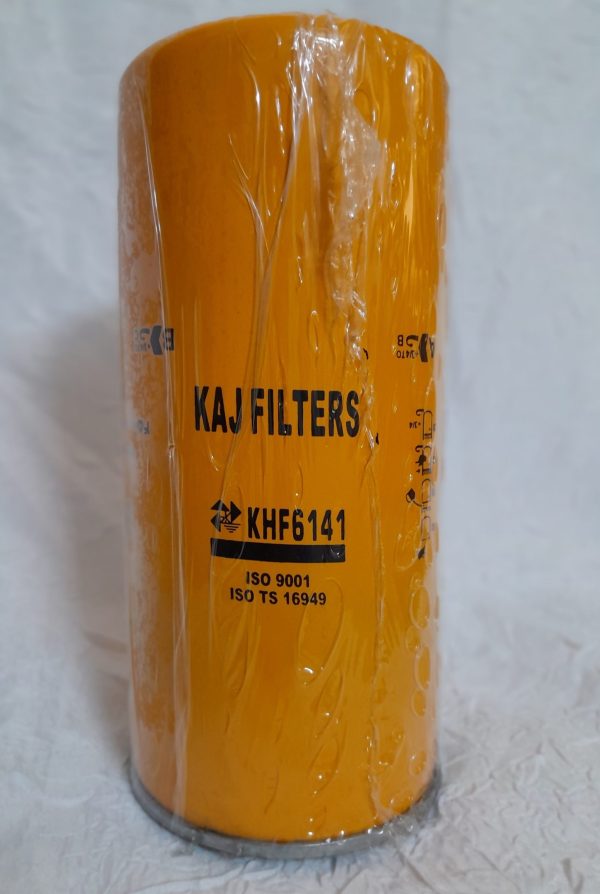 KAJ FILTERS
KHF6141
ISO 9001
ISO TS 16949